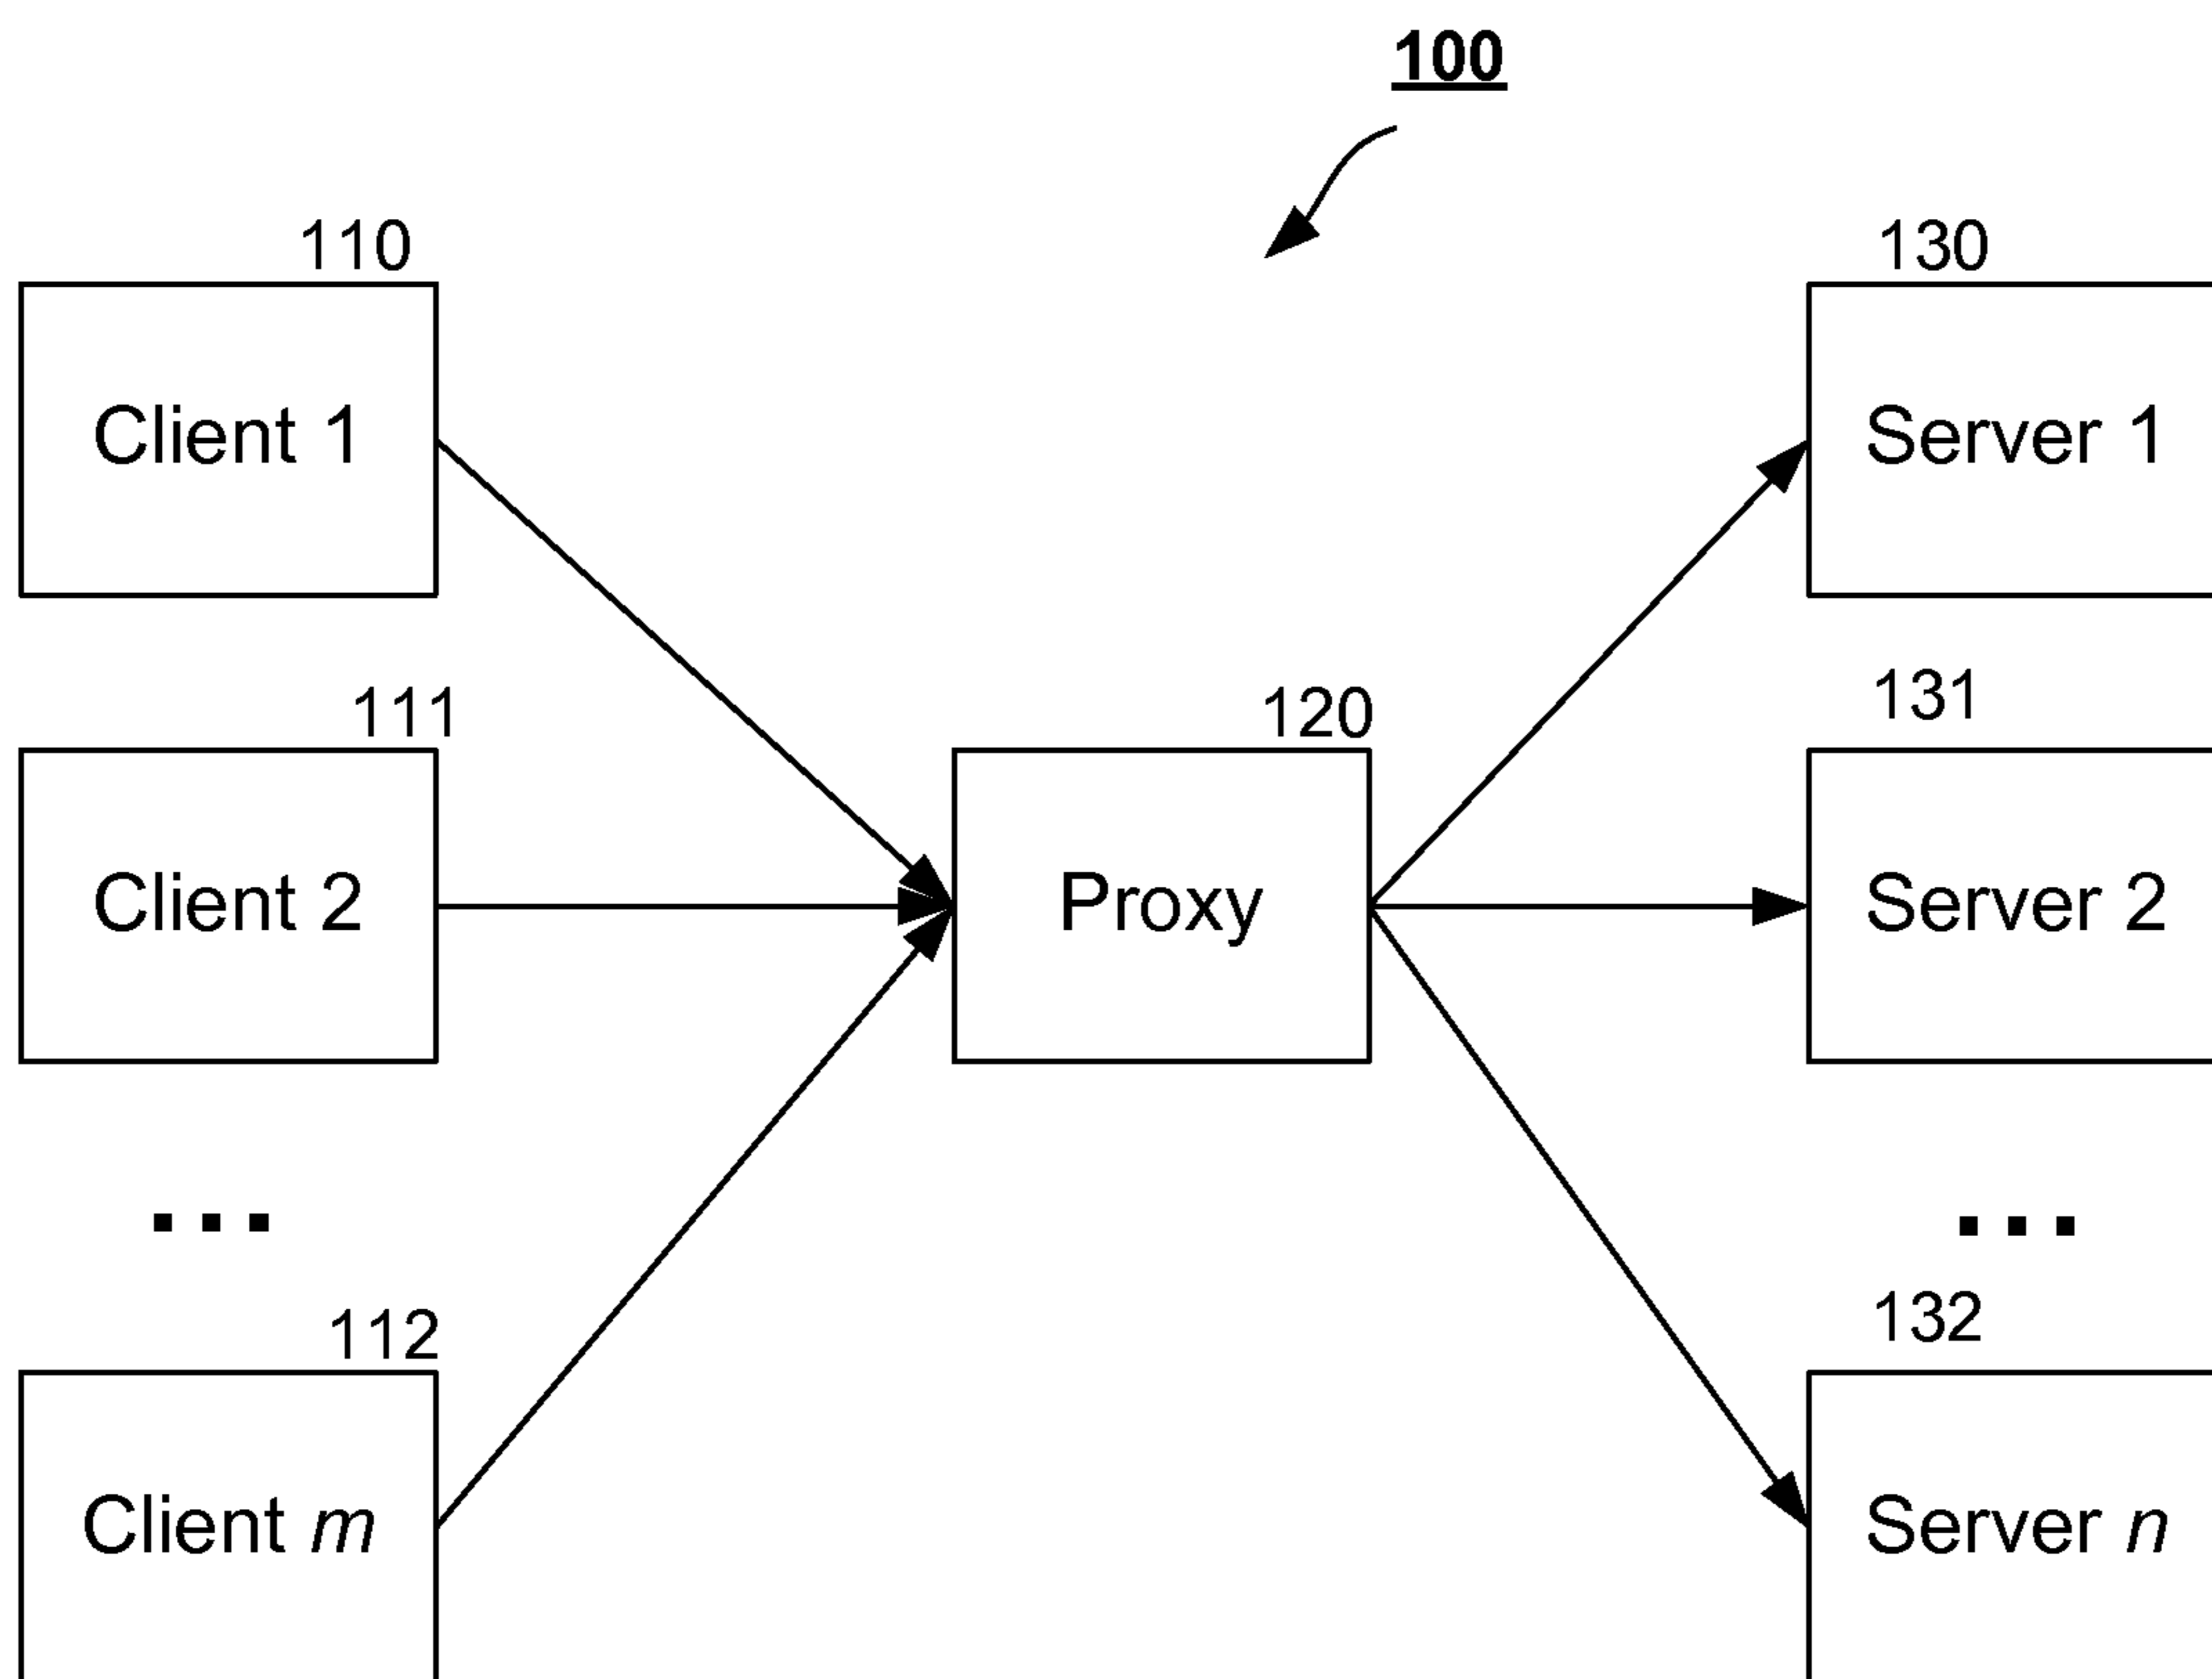 100
110
130
Client 1
Server 1
111
120
131
Client 2
Proxy
Server 2
...
...
112
132
Client m
Server n